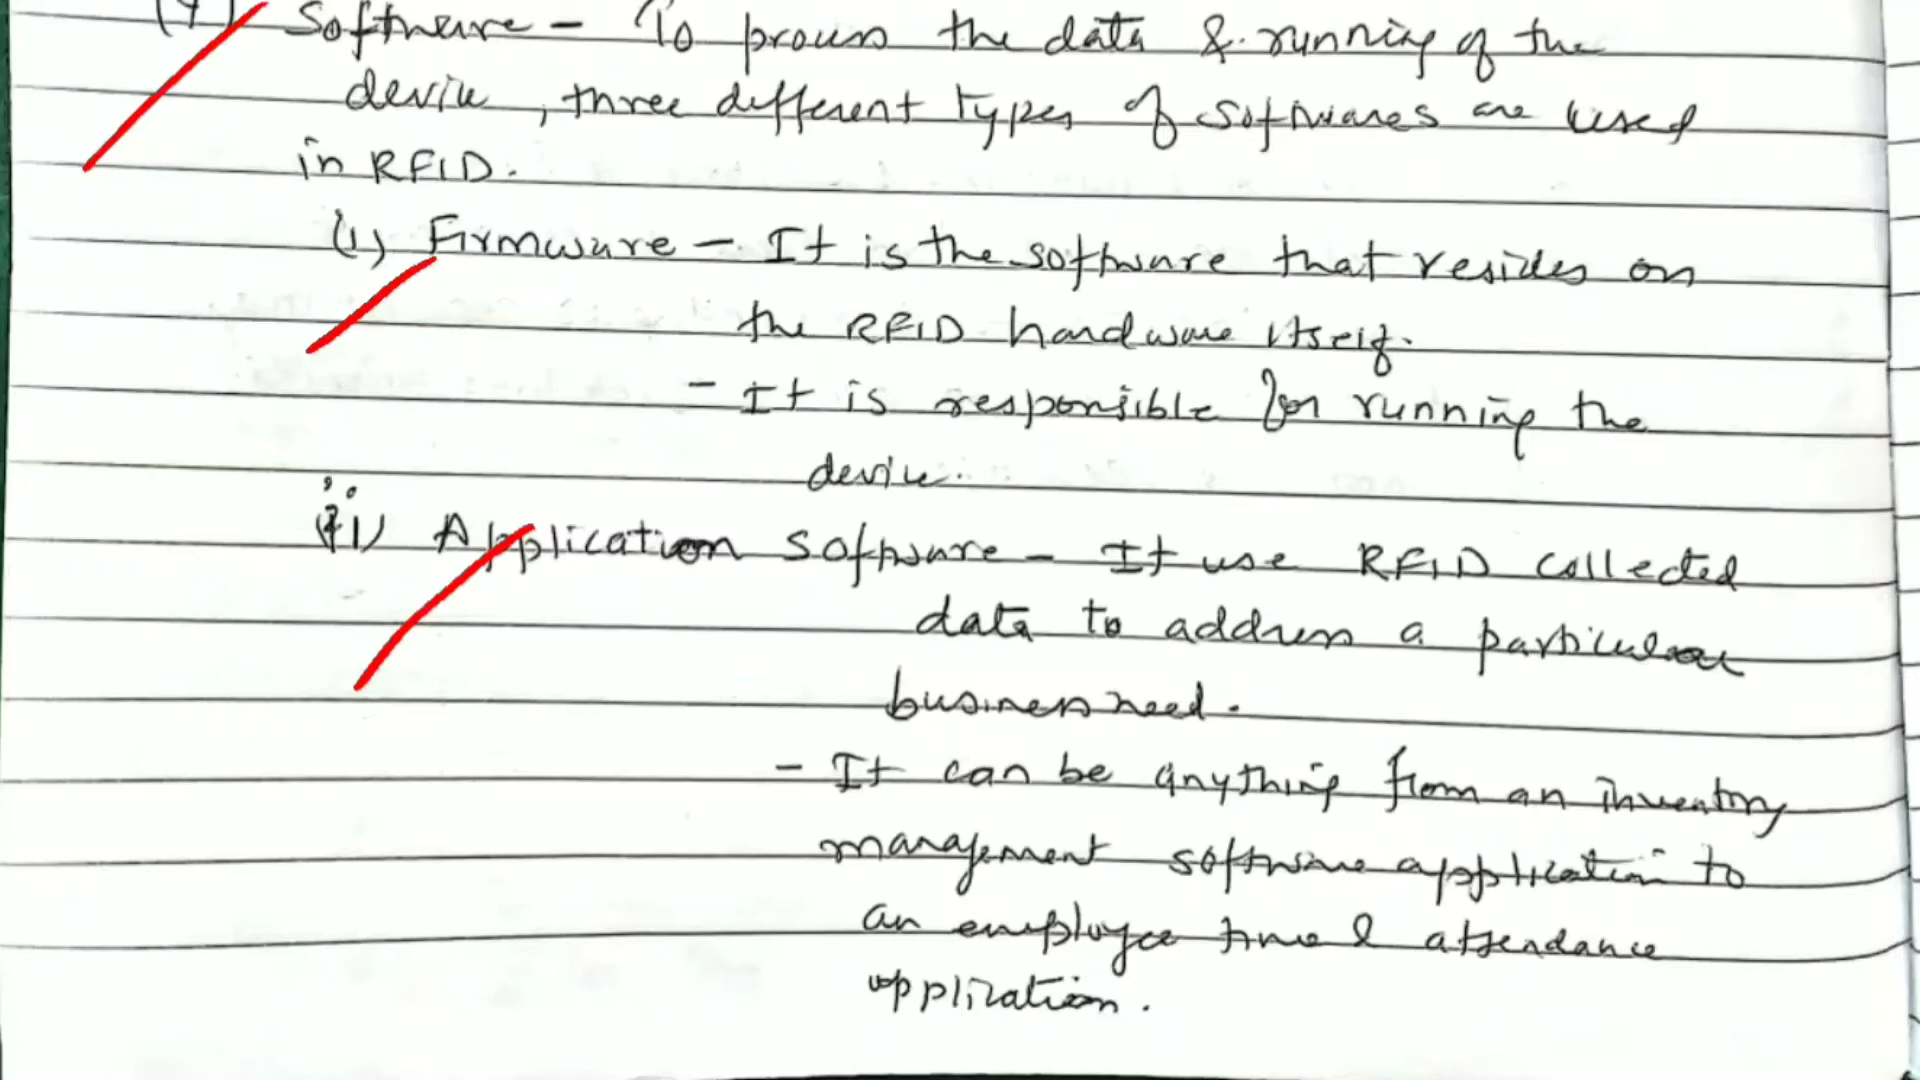 (4) Software - To process the data & running of the
device, three different types of softwares are used
in RFID.
(i) Firmware - It is the software that resides on
the RFID hardware itself.
- It is responsible for running the
device.
(ii) Application software - It use RFID collected
data to address a particular
business need.
- It can be anything from an inventory
management software application to
an employee time & attendance
application.